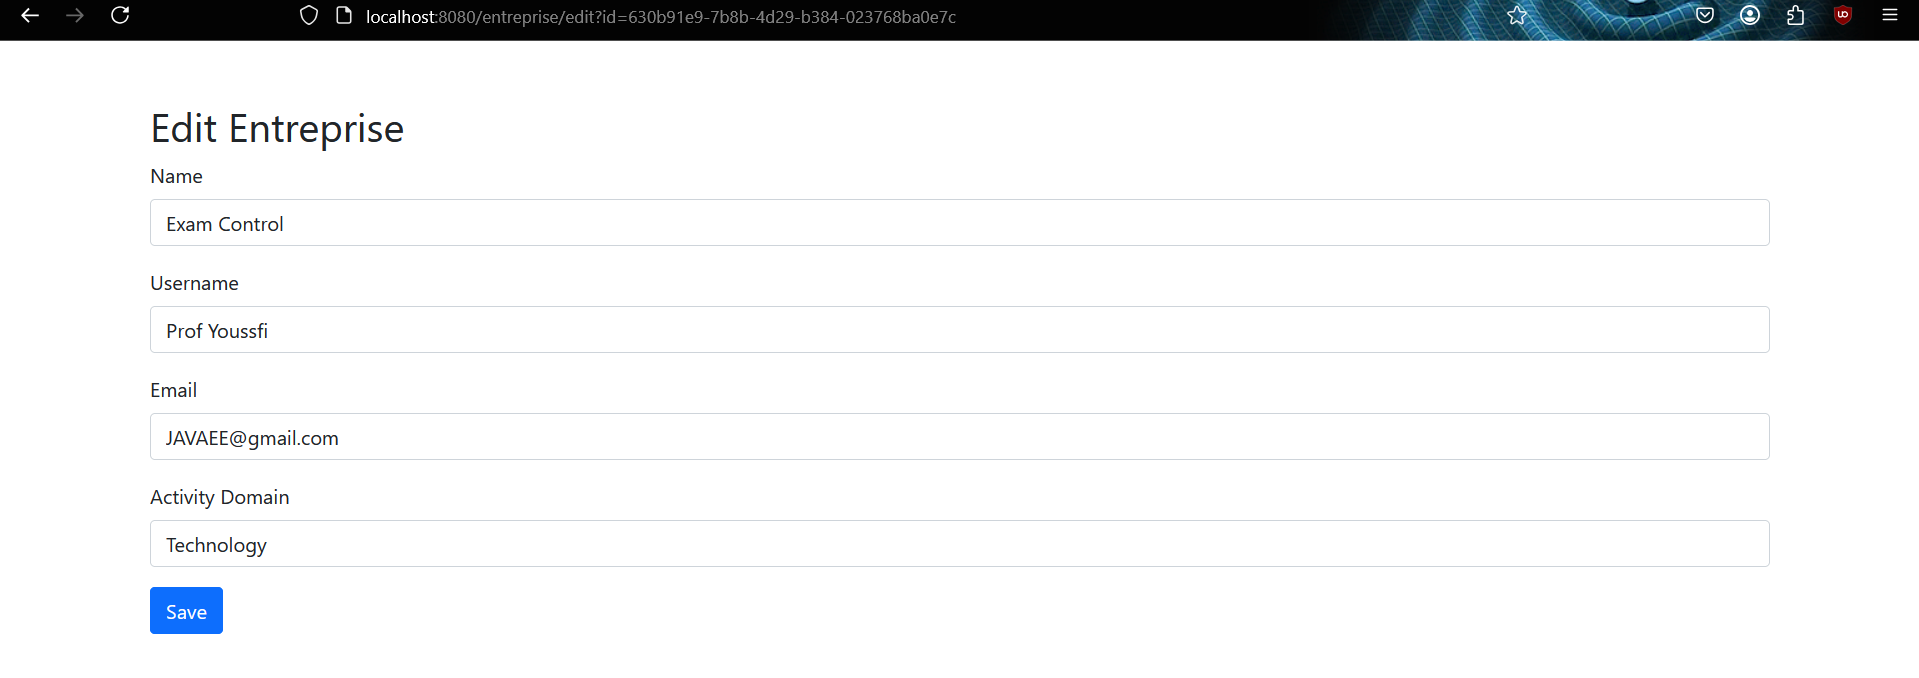 localhost:8080/entreprise/edit?id=630b91e9-7b8b-4d29-b384-023768ba0e7c
Edit Entreprise
Name
Exam Control
Username
Prof Youssfi
Email
JAVAEE@gmail.com
Activity Domain
Technology
Save